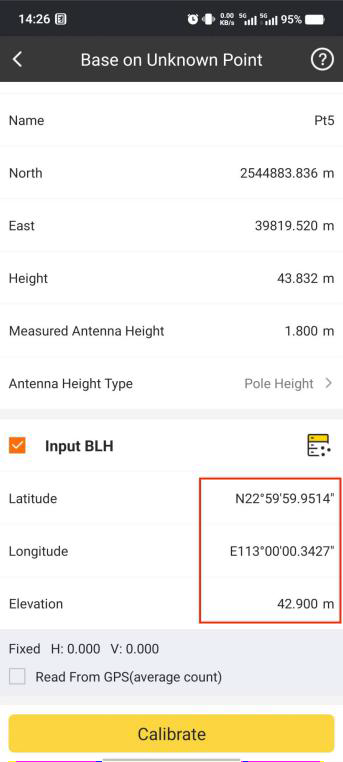 14:26 0.00 KB/s 5G 5G 95%
Base on Unknown Point ?
Name Pt5
North 2544883.836 m
East 39819.520 m
Height 43.832 m
Measured Antenna Height 1.800 m
Antenna Height Type Pole Height >
Input BLH
Latitude N22°59'59.9514"
Longitude E113°00'00.3427"
Elevation 42.900 m
Fixed H: 0.000 V: 0.000
Read From GPS(average count)
Calibrate